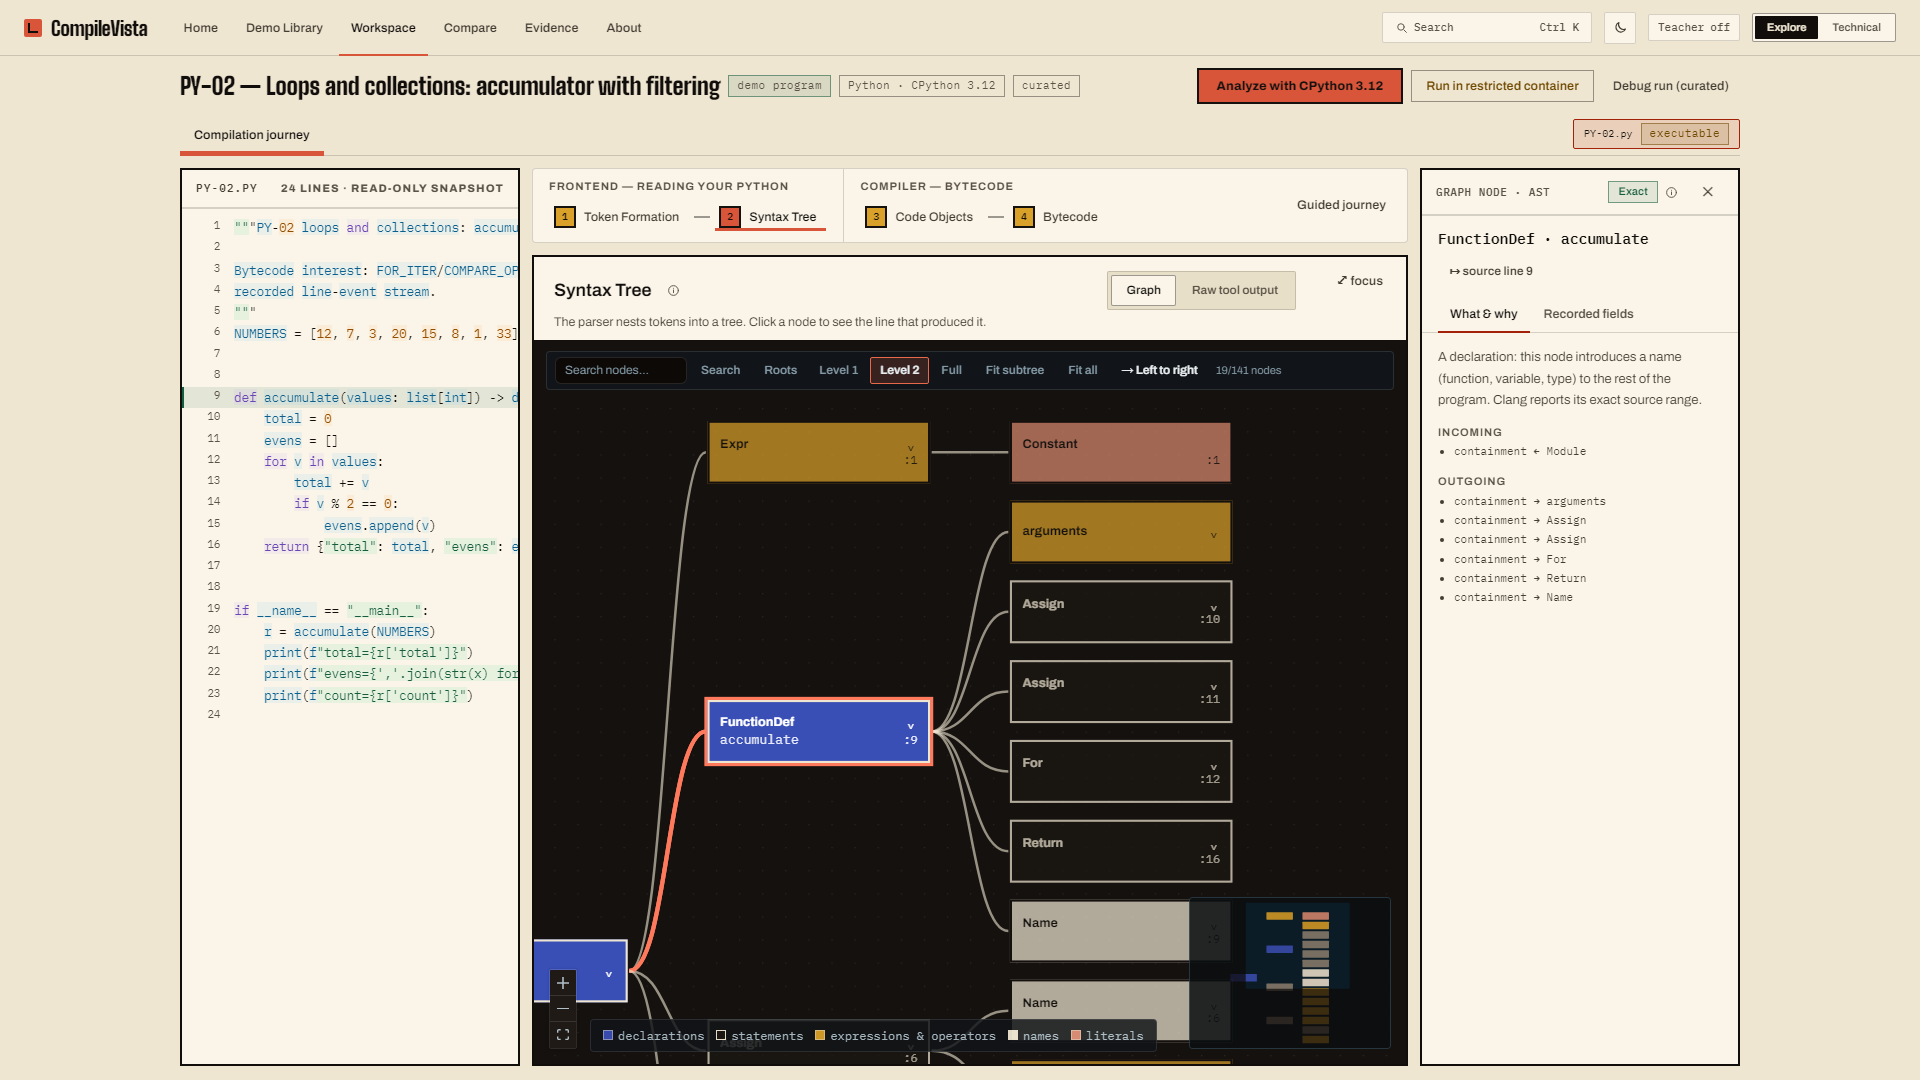 CompileVista
Home
Demo Library
Workspace
Compare
Evidence
About
Search
Ctrl K
Teacher off
Explore
Technical
PY-02 — Loops and collections: accumulator with filtering
demo program
Python · CPython 3.12
curated
Analyze with CPython 3.12
Run in restricted container
Debug run (curated)
Compilation journey
PY-02.py
executable
PY-02.PY
24 LINES · READ-ONLY SNAPSHOT
1 """PY-02 loops and collections: accumu
2
3 Bytecode interest: FOR_ITER/COMPARE_OP
4 recorded line-event stream.
5 """
6 NUMBERS = [12, 7, 3, 20, 15, 8, 1, 33]
7
8
9 def accumulate(values: list[int]) -> d
10 total = 0
11 evens = []
12 for v in values:
13 total += v
14 if v % 2 == 0:
15 evens.append(v)
16 return {"total": total, "evens": e
17
18
19 if __name__ == "__main__":
20 r = accumulate(NUMBERS)
21 print(f"total={r['total']}")
22 print(f"evens={','.join(str(x) for
23 print(f"count={r['count']}")
24
FRONTEND — READING YOUR PYTHON
1 Token Formation
2 Syntax Tree
COMPILER — BYTECODE
3 Code Objects
4 Bytecode
Guided journey
Syntax Tree
Graph
Raw tool output
focus
The parser nests tokens into a tree. Click a node to see the line that produced it.
Search nodes...
Search
Roots
Level 1
Level 2
Full
Fit subtree
Fit all
→ Left to right
19/141 nodes
Expr
v
:1
Constant
:1
arguments
v
Assign
v
:10
Assign
v
:11
FunctionDef
accumulate
v
:9
For
v
:12
Return
v
:16
Name
v
:9
Name
v
:6
v
Assign
v
:6
declarations
statements
expressions & operators
names
literals
GRAPH NODE · AST
Exact
FunctionDef · accumulate
↦ source line 9
What & why
Recorded fields
A declaration: this node introduces a name
(function, variable, type) to the rest of the
program. Clang reports its exact source range.
INCOMING
• containment ← Module
OUTGOING
• containment → arguments
• containment → Assign
• containment → Assign
• containment → For
• containment → Return
• containment → Name